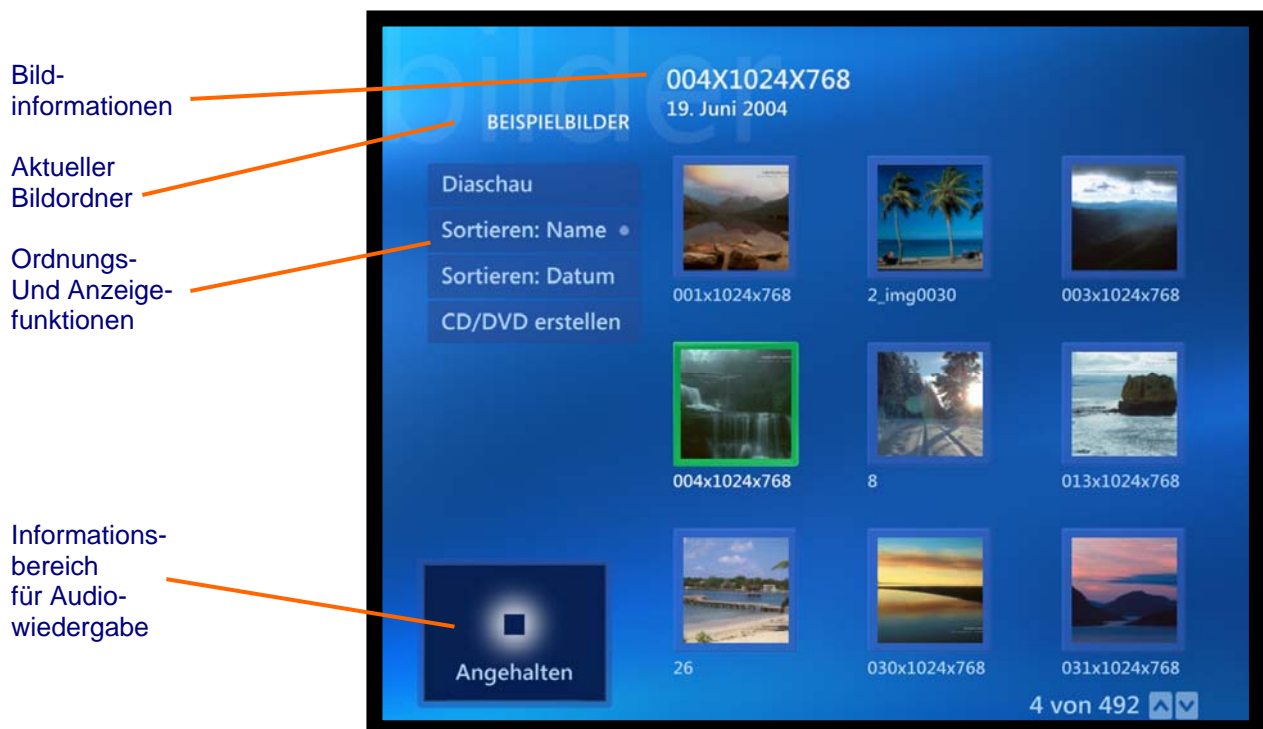 Bild-
informationen
Aktueller
Bildordner
Ordnungs-
Und Anzeige-
funktionen
Informations-
bereich
für Audio-
wiedergabe
bilder
004X1024X768
19. Juni 2004
BEISPIELBILDER
Diaschau
Sortieren: Name
Sortieren: Datum
CD/DVD erstellen
001x1024x768
2_img0030
003x1024x768
004x1024x768
8
013x1024x768
26
030x1024x768
031x1024x768
Angehalten
4 von 492